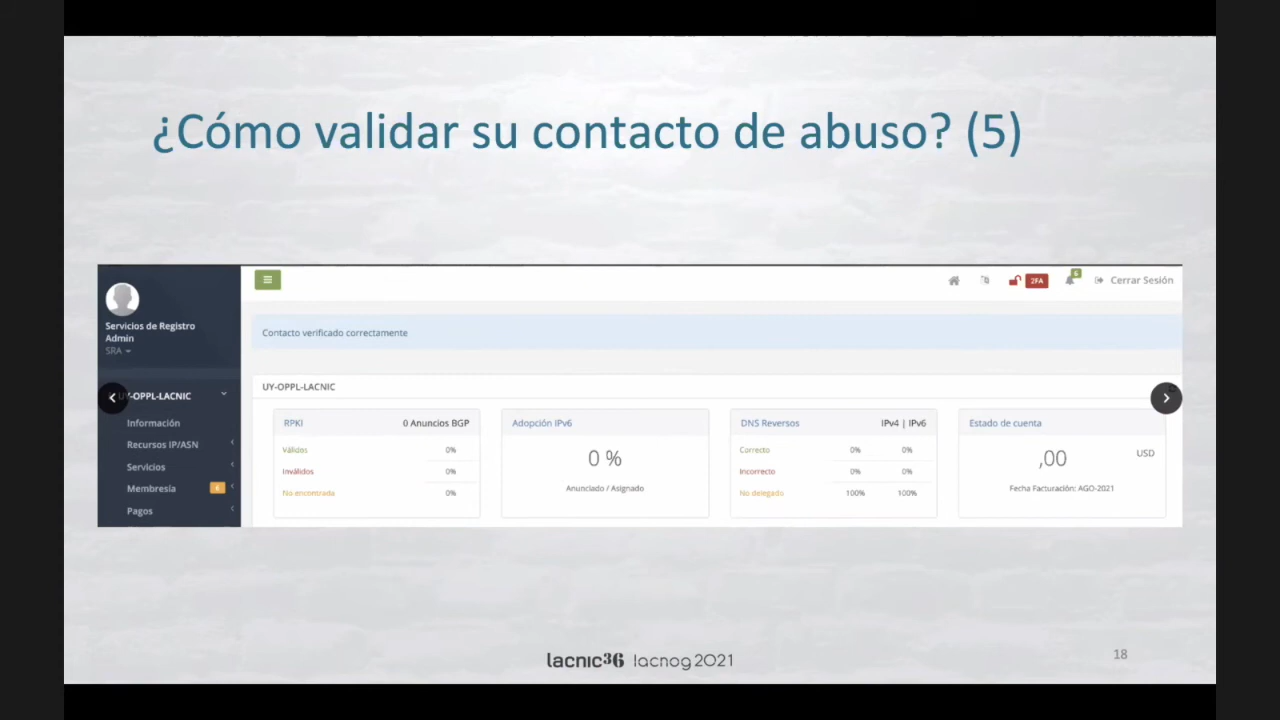 ¿Cómo validar su contacto de abuso? (5)
2FA
6
Cerrar Sesión
Servicios de Registro
Admin
SRA
Contacto verificado correctamente
-OPPL-LACNIC
Información
Recursos IP/ASN
Servicios
Membresia
Pagos
UY-OPPL-LACNIC
RPKI 0 Anuncios BGP
Válidos 0%
Inválidos 0%
No encontrada 0%
Adopción IPv6
0 %
Anunciado / Asignado
DNS Reversos IPv4 | IPv6
Correcto 0% 0%
Incorrecto 0% 0%
No delegado 100% 100%
Estado de cuenta
,00 USD
Fecha Facturación: AGO-2021
lacnic36 lacnog2021
18